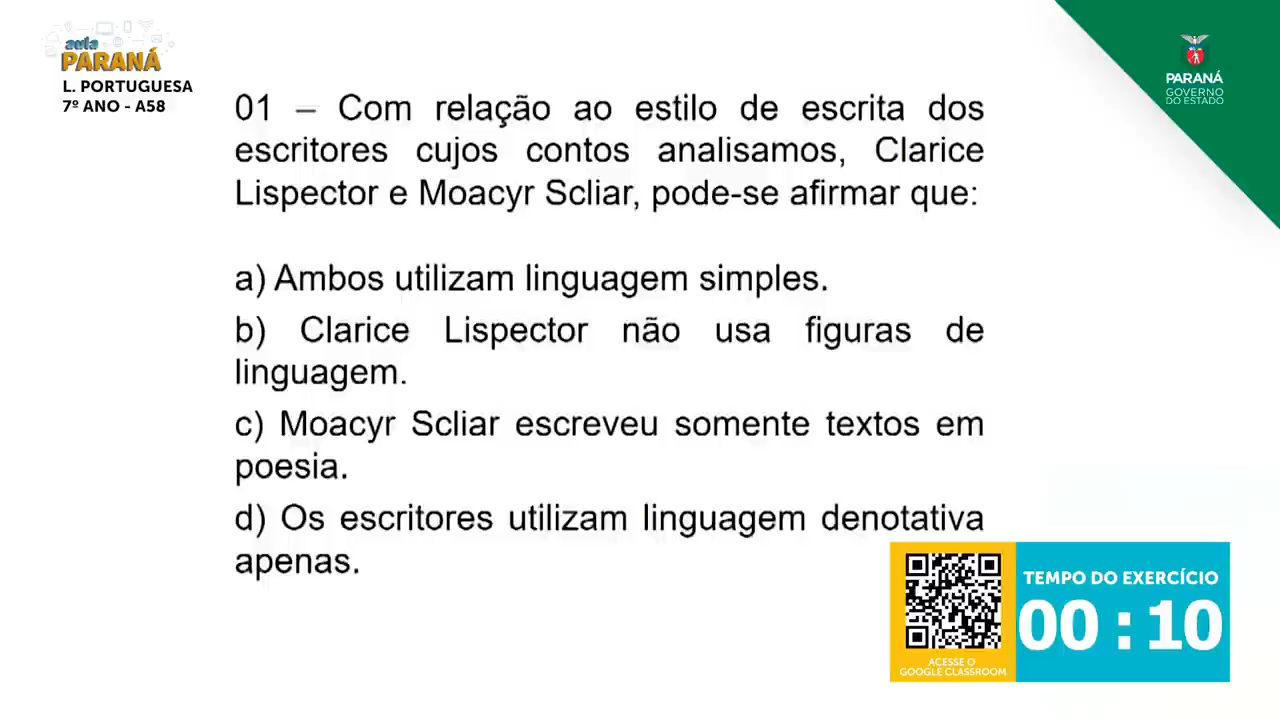 aula
PARANÁ
L. PORTUGUESA
7º ANO - A58
PARANÁ
GOVERNO
DO ESTADO
01 – Com relação ao estilo de escrita dos
escritores cujos contos analisamos, Clarice
Lispector e Moacyr Scliar, pode-se afirmar que:
a) Ambos utilizam linguagem simples.
b) Clarice Lispector não usa figuras de
linguagem.
c) Moacyr Scliar escreveu somente textos em
poesia.
d) Os escritores utilizam linguagem denotativa
apenas.
ACESSE O
GOOGLE CLASSROOM
TEMPO DO EXERCÍCIO
00 : 10